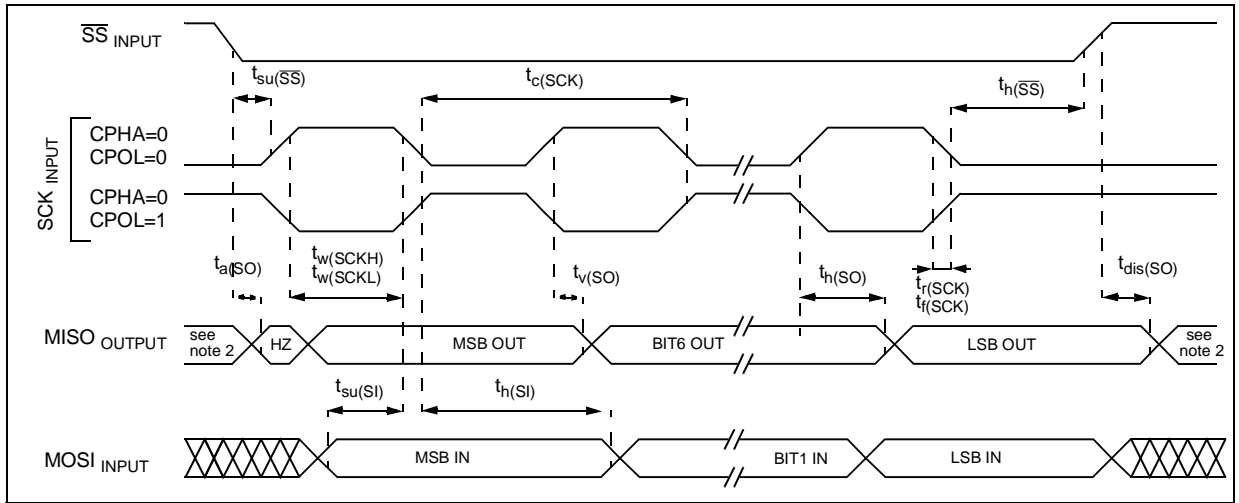 SS INPUT
tsu(SS)
tc(SCK)
th(SS)
SCK INPUT
CPHA=0
CPOL=0
CPHA=0
CPOL=1
ta(SO)
tw(SCKH)
tw(SCKL)
tv(SO)
th(SO)
tr(SCK)
tf(SCK)
tdis(SO)
MISO OUTPUT
see
note 2
HZ
MSB OUT
BIT6 OUT
LSB OUT
see
note 2
tsu(SI)
th(SI)
MOSI INPUT
MSB IN
BIT1 IN
LSB IN